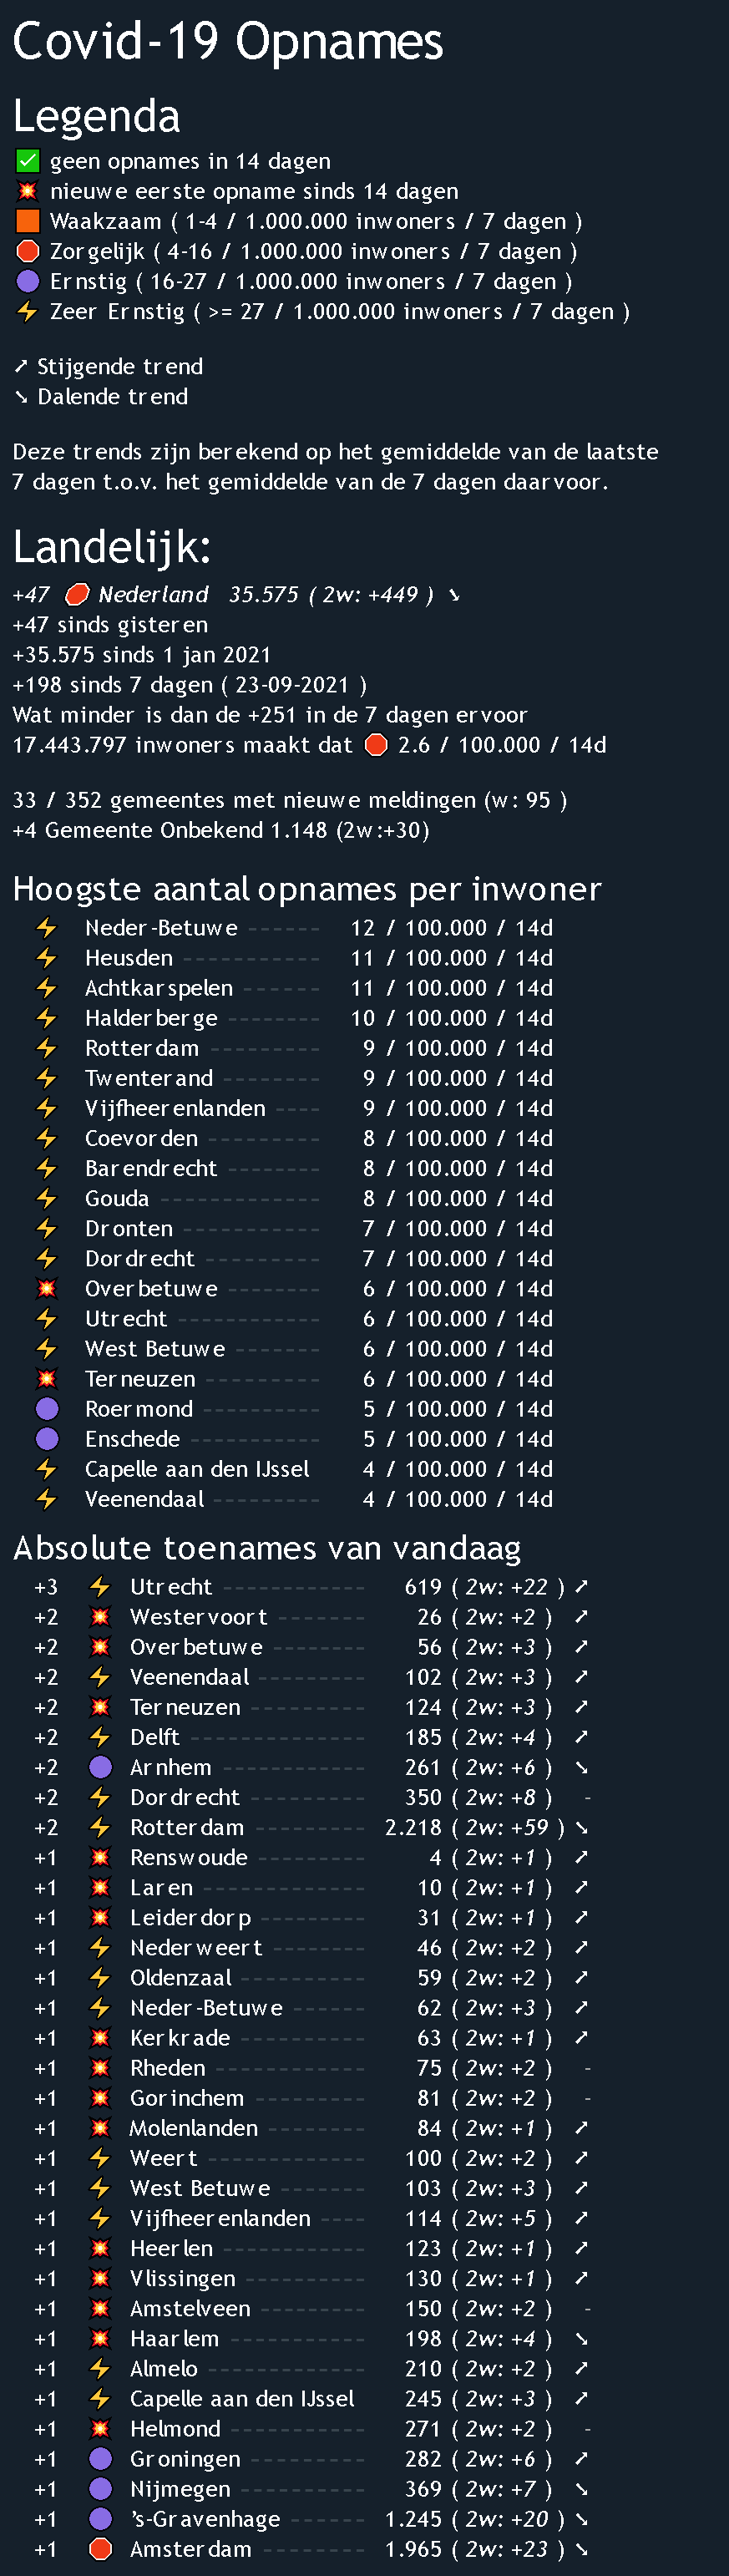 Covid-19 Opnames
Legenda
✅ geen opnames in 14 dagen
💥 nieuwe eerste opname sinds 14 dagen
🟧 Waakzaam ( 1-4 / 1.000.000 inwoners / 7 dagen )
🛑 Zorgelijk ( 4-16 / 1.000.000 inwoners / 7 dagen )
🟣 Ernstig ( 16-27 / 1.000.000 inwoners / 7 dagen )
⚡ Zeer Ernstig ( >= 27 / 1.000.000 inwoners / 7 dagen )
➚ Stijgende trend
➘ Dalende trend
Deze trends zijn berekend op het gemiddelde van de laatste
7 dagen t.o.v. het gemiddelde van de 7 dagen daarvoor.
Landelijk:
+47 🛑 Nederland 35.575 ( 2w: +449 ) ➘
+47 sinds gisteren
+35.575 sinds 1 jan 2021
+198 sinds 7 dagen ( 23-09-2021 )
Wat minder is dan de +251 in de 7 dagen ervoor
17.443.797 inwoners maakt dat 🛑 2.6 / 100.000 / 14d
33 / 352 gemeentes met nieuwe meldingen (w: 95 )
+4 Gemeente Onbekend 1.148 (2w:+30)
Hoogste aantal opnames per inwoner
⚡ Neder-Betuwe ------ 12 / 100.000 / 14d
⚡ Heusden ---------- 11 / 100.000 / 14d
⚡ Achtkarspelen ------ 11 / 100.000 / 14d
⚡ Halderberge ------- 10 / 100.000 / 14d
⚡ Rotterdam --------- 9 / 100.000 / 14d
⚡ Twenterand -------- 9 / 100.000 / 14d
⚡ Vijfheerenlanden ---- 9 / 100.000 / 14d
⚡ Coevorden --------- 8 / 100.000 / 14d
⚡ Barendrecht ------- 8 / 100.000 / 14d
⚡ Gouda ------------ 8 / 100.000 / 14d
⚡ Dronten ---------- 7 / 100.000 / 14d
⚡ Dordrecht --------- 7 / 100.000 / 14d
💥 Overbetuwe ------- 6 / 100.000 / 14d
⚡ Utrecht ----------- 6 / 100.000 / 14d
⚡ West Betuwe ------- 6 / 100.000 / 14d
💥 Terneuzen --------- 6 / 100.000 / 14d
🟣 Roermond --------- 5 / 100.000 / 14d
🟣 Enschede ---------- 5 / 100.000 / 14d
⚡ Capelle aan den IJssel 4 / 100.000 / 14d
⚡ Veenendaal -------- 4 / 100.000 / 14d
Absolute toenames van vandaag
+3 ⚡ Utrecht ----------- 619 ( 2w: +22 ) ➚
+2 💥 Westervoort ------- 26 ( 2w: +2 ) ➚
+2 💥 Overbetuwe -------- 56 ( 2w: +3 ) ➚
+2 ⚡ Veenendaal -------- 102 ( 2w: +3 ) ➚
+2 💥 Terneuzen --------- 124 ( 2w: +3 ) ➚
+2 ⚡ Delft ------------- 185 ( 2w: +4 ) ➚
+2 🟣 Arnhem ----------- 261 ( 2w: +6 ) ➘
+2 ⚡ Dordrecht --------- 350 ( 2w: +8 ) -
+2 ⚡ Rotterdam --------- 2.218 ( 2w: +59 ) ➘
+1 💥 Renswoude --------- 4 ( 2w: +1 ) ➚
+1 💥 Laren ------------- 10 ( 2w: +1 ) ➚
+1 💥 Leiderdorp --------- 31 ( 2w: +1 ) ➚
+1 ⚡ Nederweert ------- 46 ( 2w: +2 ) ➚
+1 ⚡ Oldenzaal ---------- 59 ( 2w: +2 ) ➚
+1 ⚡ Neder-Betuwe ------ 62 ( 2w: +3 ) ➚
+1 💥 Kerkrade ---------- 63 ( 2w: +1 ) ➚
+1 💥 Rheden ------------ 75 ( 2w: +2 ) -
+1 💥 Gorinchem --------- 81 ( 2w: +2 ) -
+1 💥 Molenlanden -------- 84 ( 2w: +1 ) ➚
+1 ⚡ Weert ------------ 100 ( 2w: +2 ) ➚
+1 ⚡ West Betuwe ------- 103 ( 2w: +3 ) ➚
+1 ⚡ Vijfheerenlanden ---- 114 ( 2w: +5 ) ➚
+1 💥 Heerlen ----------- 123 ( 2w: +1 ) ➚
+1 💥 Vlissingen ---------- 130 ( 2w: +1 ) ➚
+1 💥 Amstelveen -------- 150 ( 2w: +2 ) -
+1 💥 Haarlem ----------- 198 ( 2w: +4 ) ➘
+1 ⚡ Almelo ------------ 210 ( 2w: +2 ) ➚
+1 ⚡ Capelle aan den IJssel 245 ( 2w: +3 ) ➚
+1 💥 Helmond ---------- 271 ( 2w: +2 ) -
+1 🟣 Groningen --------- 282 ( 2w: +6 ) ➚
+1 🟣 Nijmegen ---------- 369 ( 2w: +7 ) ➘
+1 🟣 's-Gravenhage ------ 1.245 ( 2w: +20 ) ➘
+1 🛑 Amsterdam --------- 1.965 ( 2w: +23 ) ➘